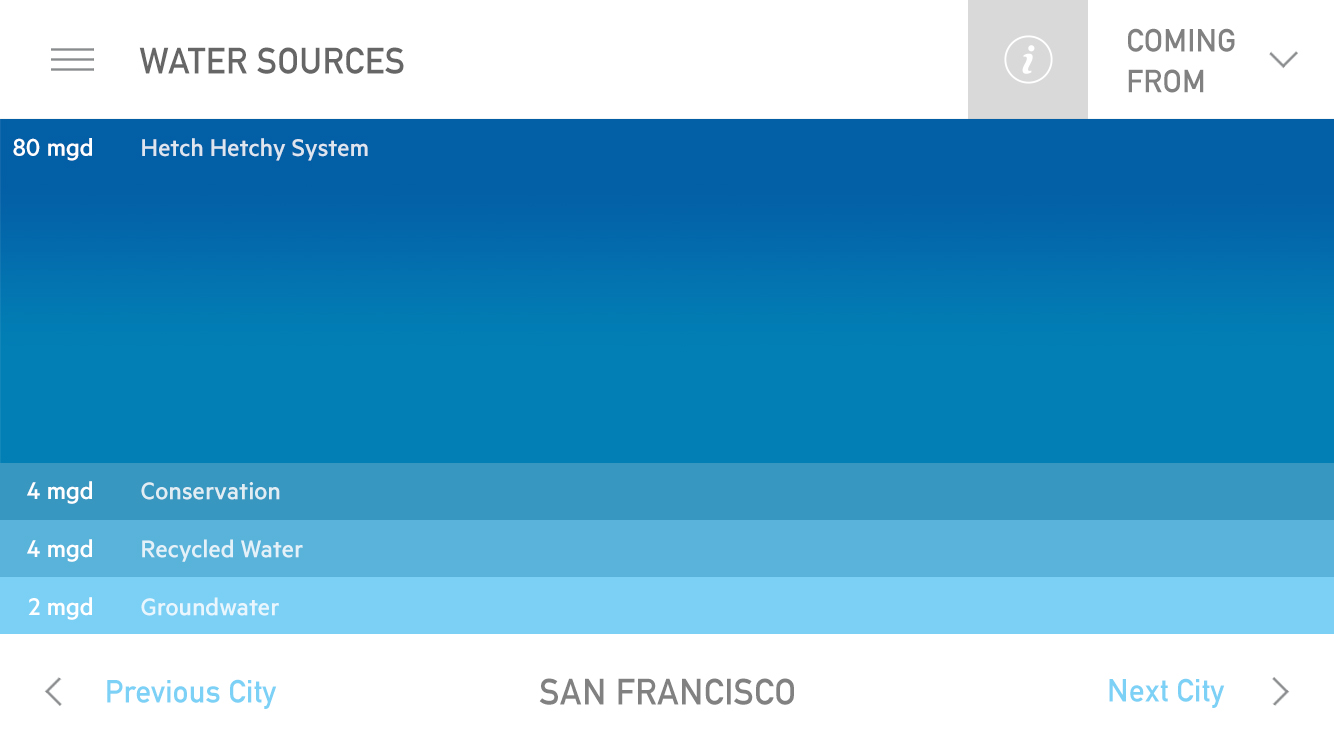 WATER SOURCES
i
COMING
FROM
80 mgd Hetch Hetchy System
4 mgd Conservation
4 mgd Recycled Water
2 mgd Groundwater
Previous City
SAN FRANCISCO
Next City